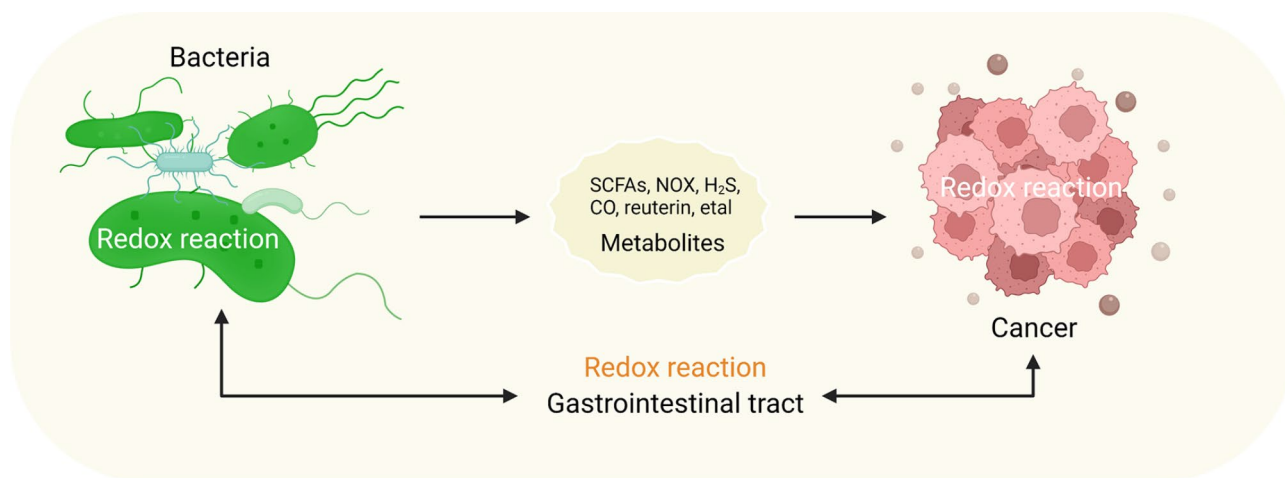 Bacteria
Redox reaction
SCFAs, NOX, H₂S,
CO, reuterin, etal
Metabolites
Redox reaction
Cancer
Redox reaction
Gastrointestinal tract